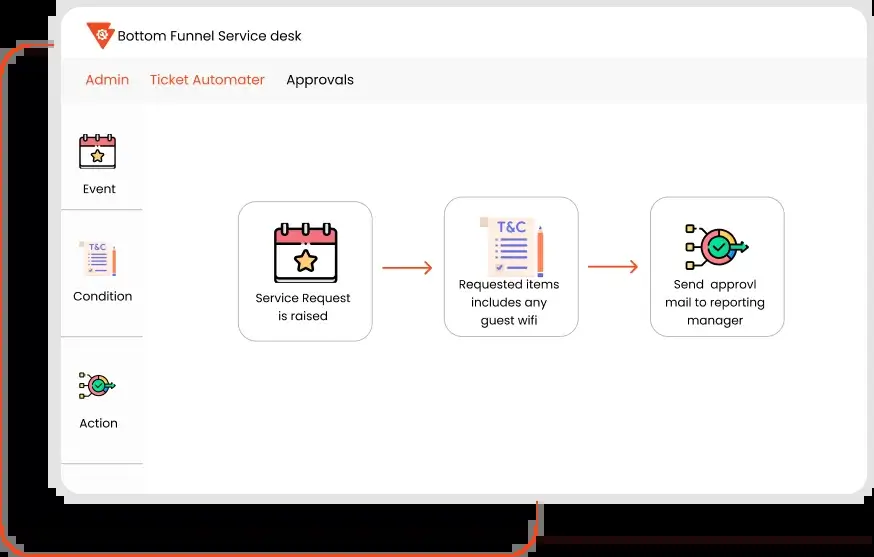 Bottom Funnel Service desk
Admin Ticket Automater Approvals
Event
T&C
Condition
Action
Service Request
is raised
T&C
Requested items
includes any
guest wifi
Send approvl
mail to reporting
manager